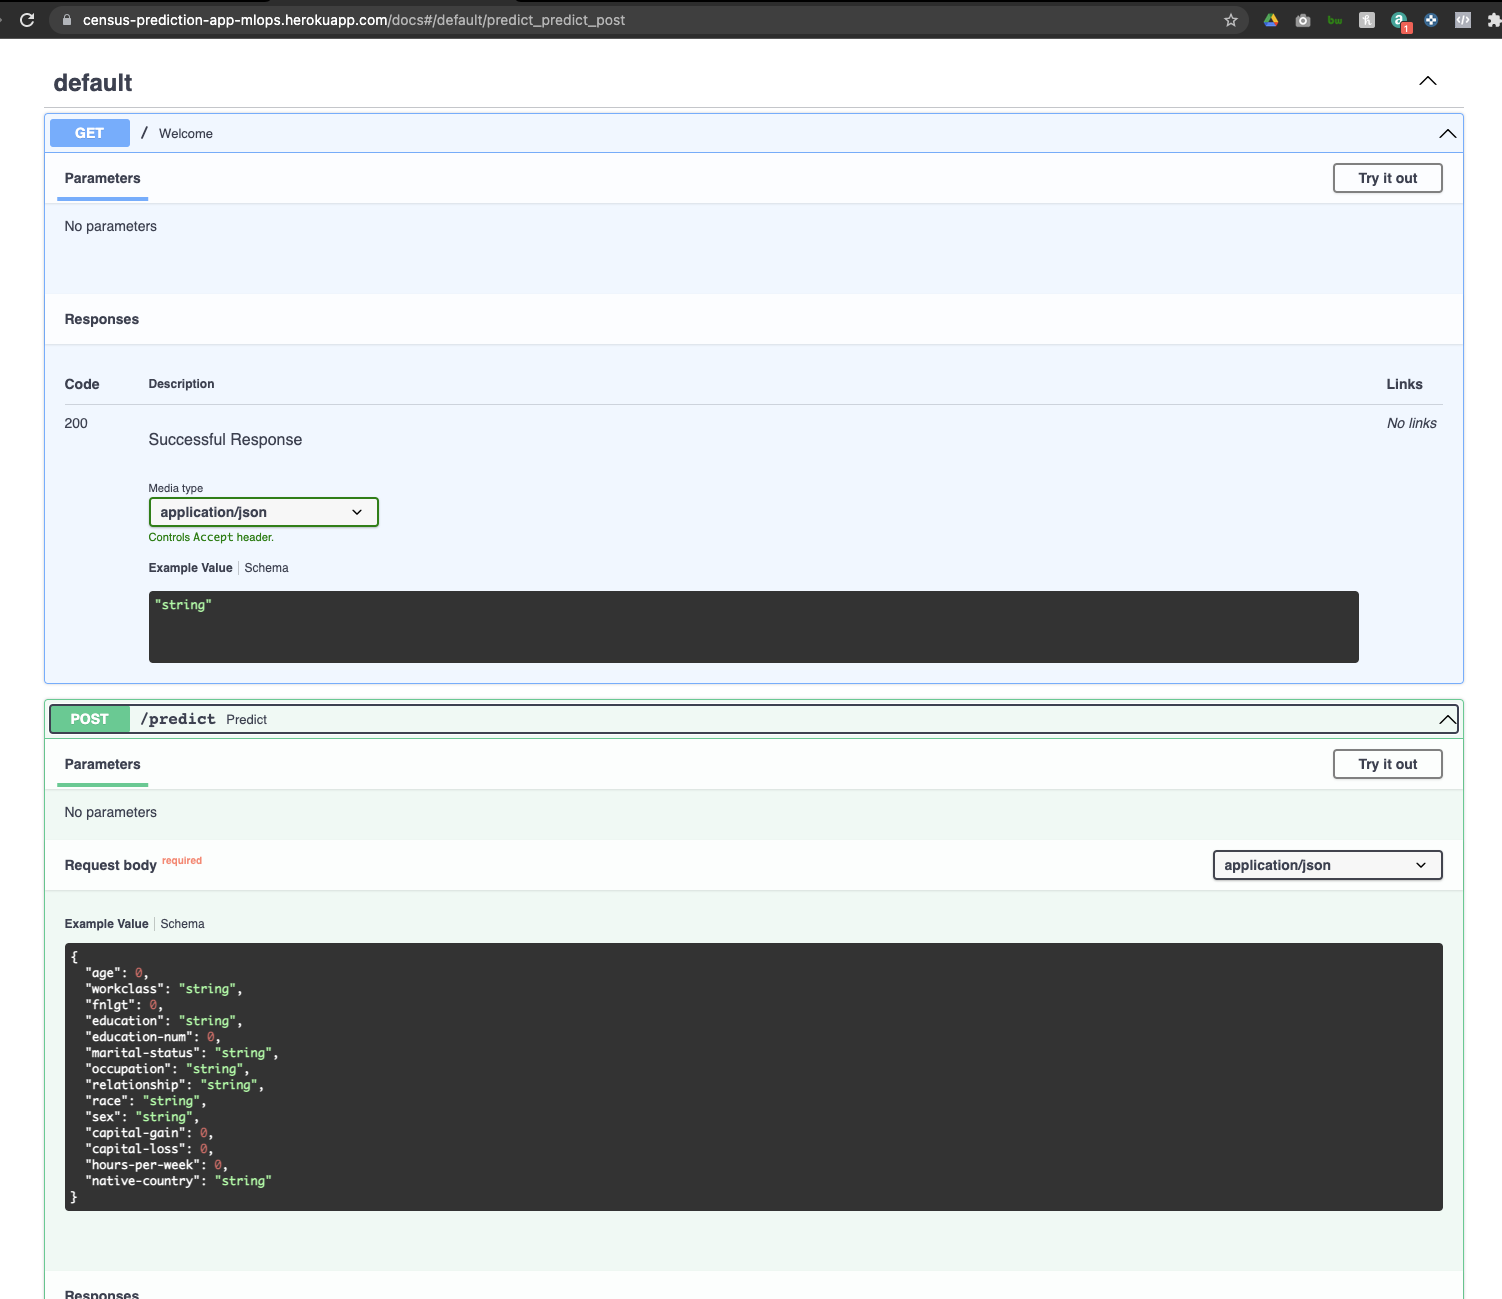 census-prediction-app-mlops.herokuapp.com/docs#/default/predict_predict_post
bw
1
default
GET / Welcome
Parameters
Try it out
No parameters
Responses
Code Description Links
200
Successful Response
No links
Media type
application/json
Controls Accept header.
Example Value Schema
"string"
POST /predict Predict
Parameters
Try it out
No parameters
Request body required
application/json
Example Value Schema
{
"age": 0,
"workclass": "string",
"fnlgt": 0,
"education": "string",
"education-num": 0,
"marital-status": "string",
"occupation": "string",
"relationship": "string",
"race": "string",
"sex": "string",
"capital-gain": 0,
"capital-loss": 0,
"hours-per-week": 0,
"native-country": "string"
}
Responses